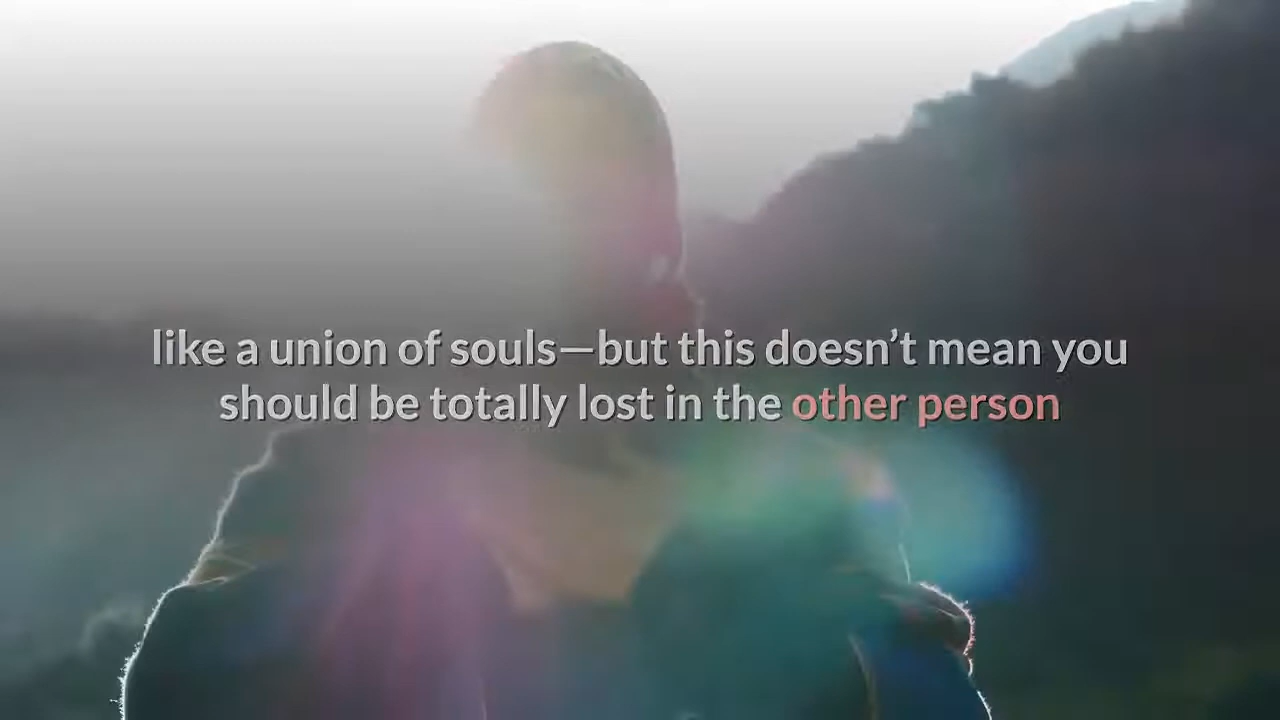 like a union of souls—but this doesn’t mean you
should be totally lost in the other person